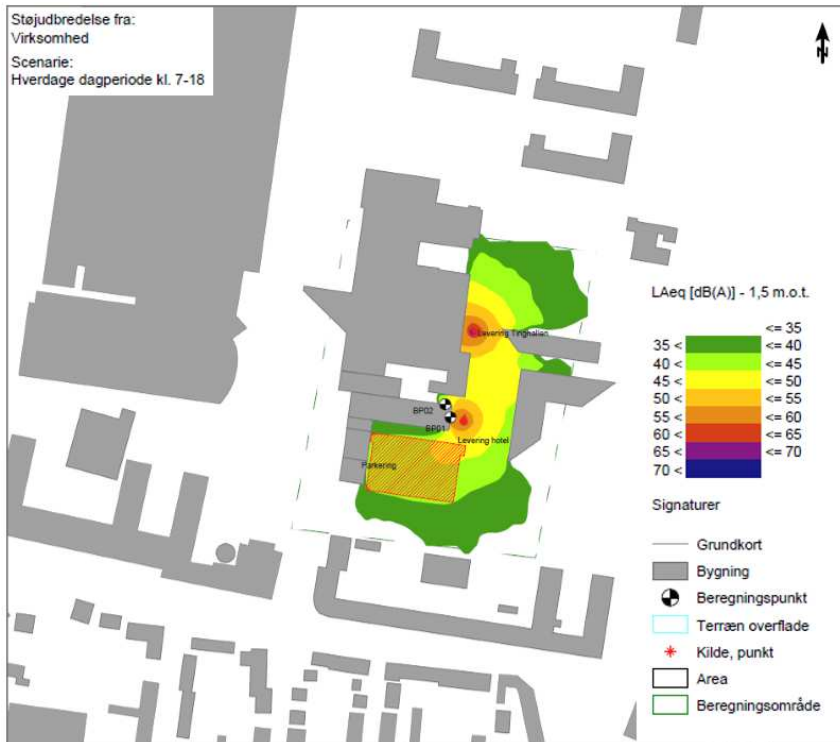 Støjudbredelse fra:
Virksomhed
Scenarie:
Hverdage dagperiode kl. 7-18
N
Levering Tinghallen
BP02
BP01
Levering hotel
Parkering
LAeq [dB(A)] - 1,5 m.o.t.
<= 35
35 < <= 40
40 < <= 45
45 < <= 50
50 < <= 55
55 < <= 60
60 < <= 65
65 < <= 70
70 <
Signaturer
Grundkort
Bygning
Beregningspunkt
Terræn overflade
Kilde, punkt
Area
Beregningsområde